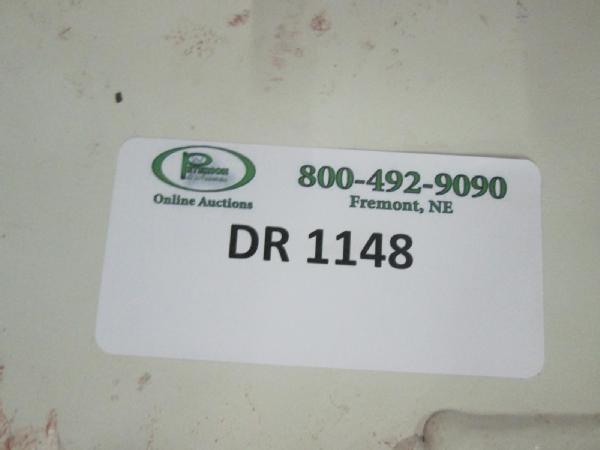 Online Auctions
800-492-9090
Fremont, NE
DR 1148